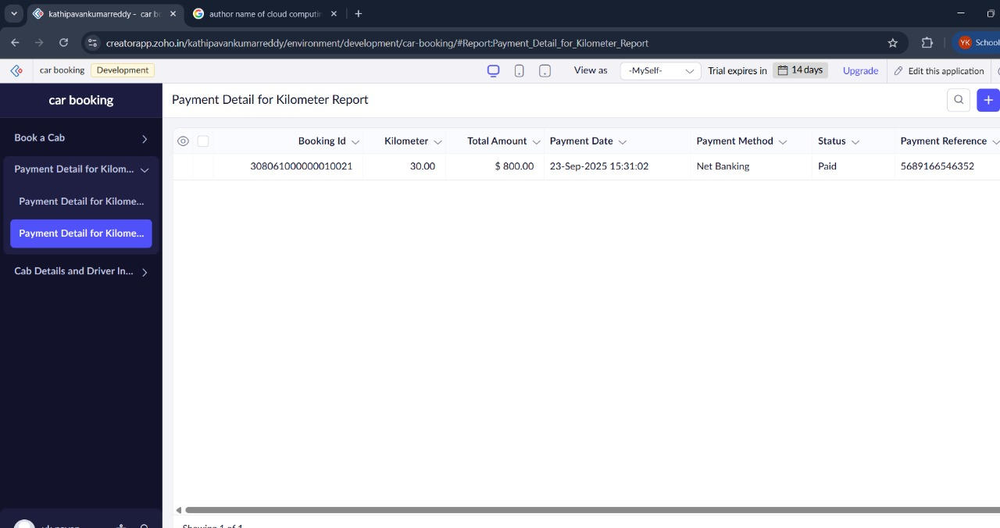 kathipavankumarreddy - car bo
author name of cloud computin
creatorapp.zoho.in/kathipavankumarreddy/environment/development/car-booking/#Report:Payment_Detail_for_Kilometer_Report
YK School
car booking Development View as -MySelf- Trial expires in 14 days Upgrade Edit this application
car booking
Payment Detail for Kilometer Report
Book a Cab
Payment Detail for Kilom...
Payment Detail for Kilome...
Payment Detail for Kilome...
Cab Details and Driver In...
Booking Id Kilometer Total Amount Payment Date Payment Method Status Payment Reference
308061000000010021 30.00 $ 800.00 23-Sep-2025 15:31:02 Net Banking Paid 5689166546352
Showing 1 of 1